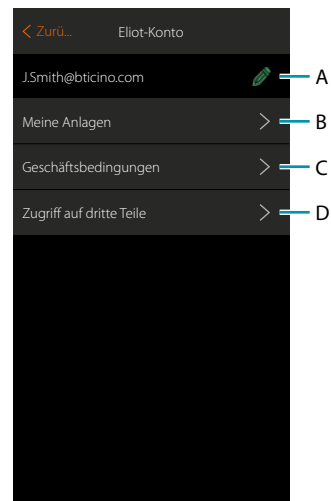 Zurü... Eliot-Konto
J.Smith@bticino.com A
Meine Anlagen B
Geschäftsbedingungen C
Zugriff auf dritte Teile D